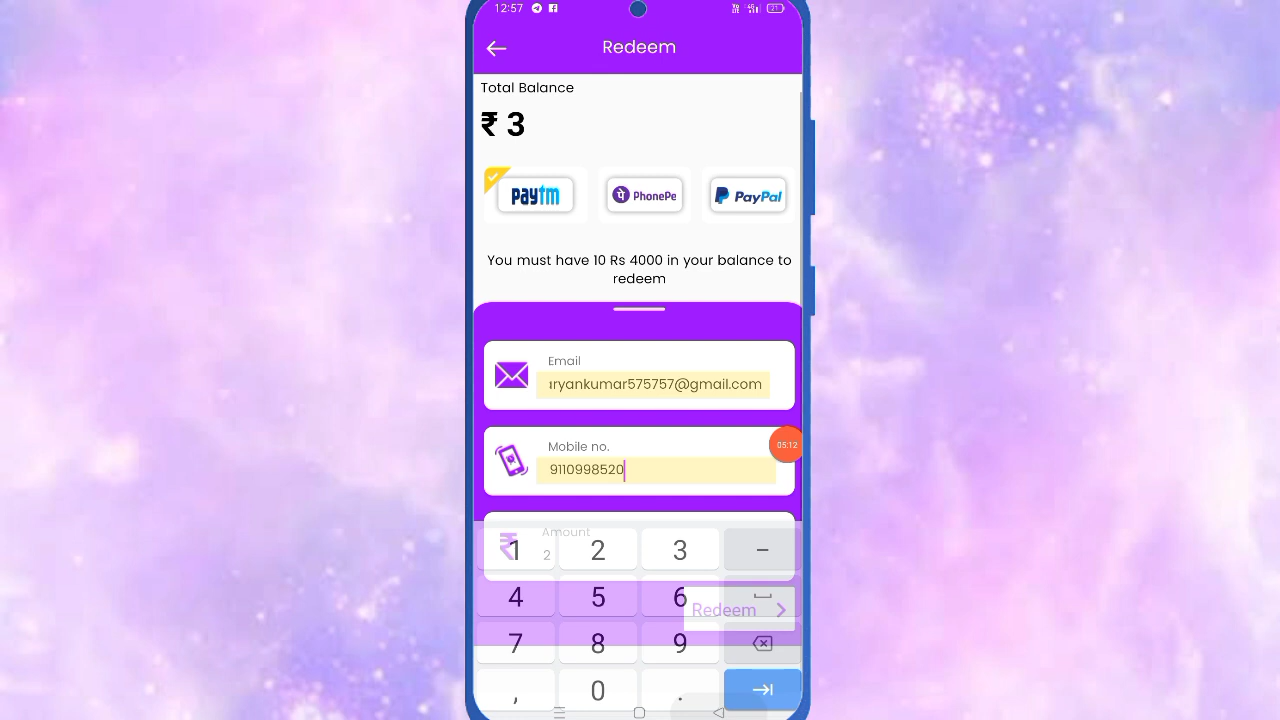 12:57
21
Redeem
Total Balance
₹ 3
paytm
PhonePe
PayPal
You must have 10 Rs 4000 in your balance to
redeem
Email
ryankumar575757@gmail.com
Mobile no.
9110998520
05:12
Amount
₹ 2
1 2 3 -
4 5 6
Redeem
7 8 9
, 0 .